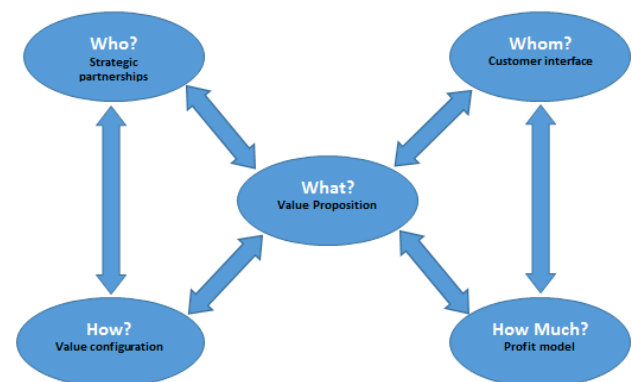 Who?
Strategic
partnerships
Whom?
Customer interface
What?
Value Proposition
How?
Value configuration
How Much?
Profit model